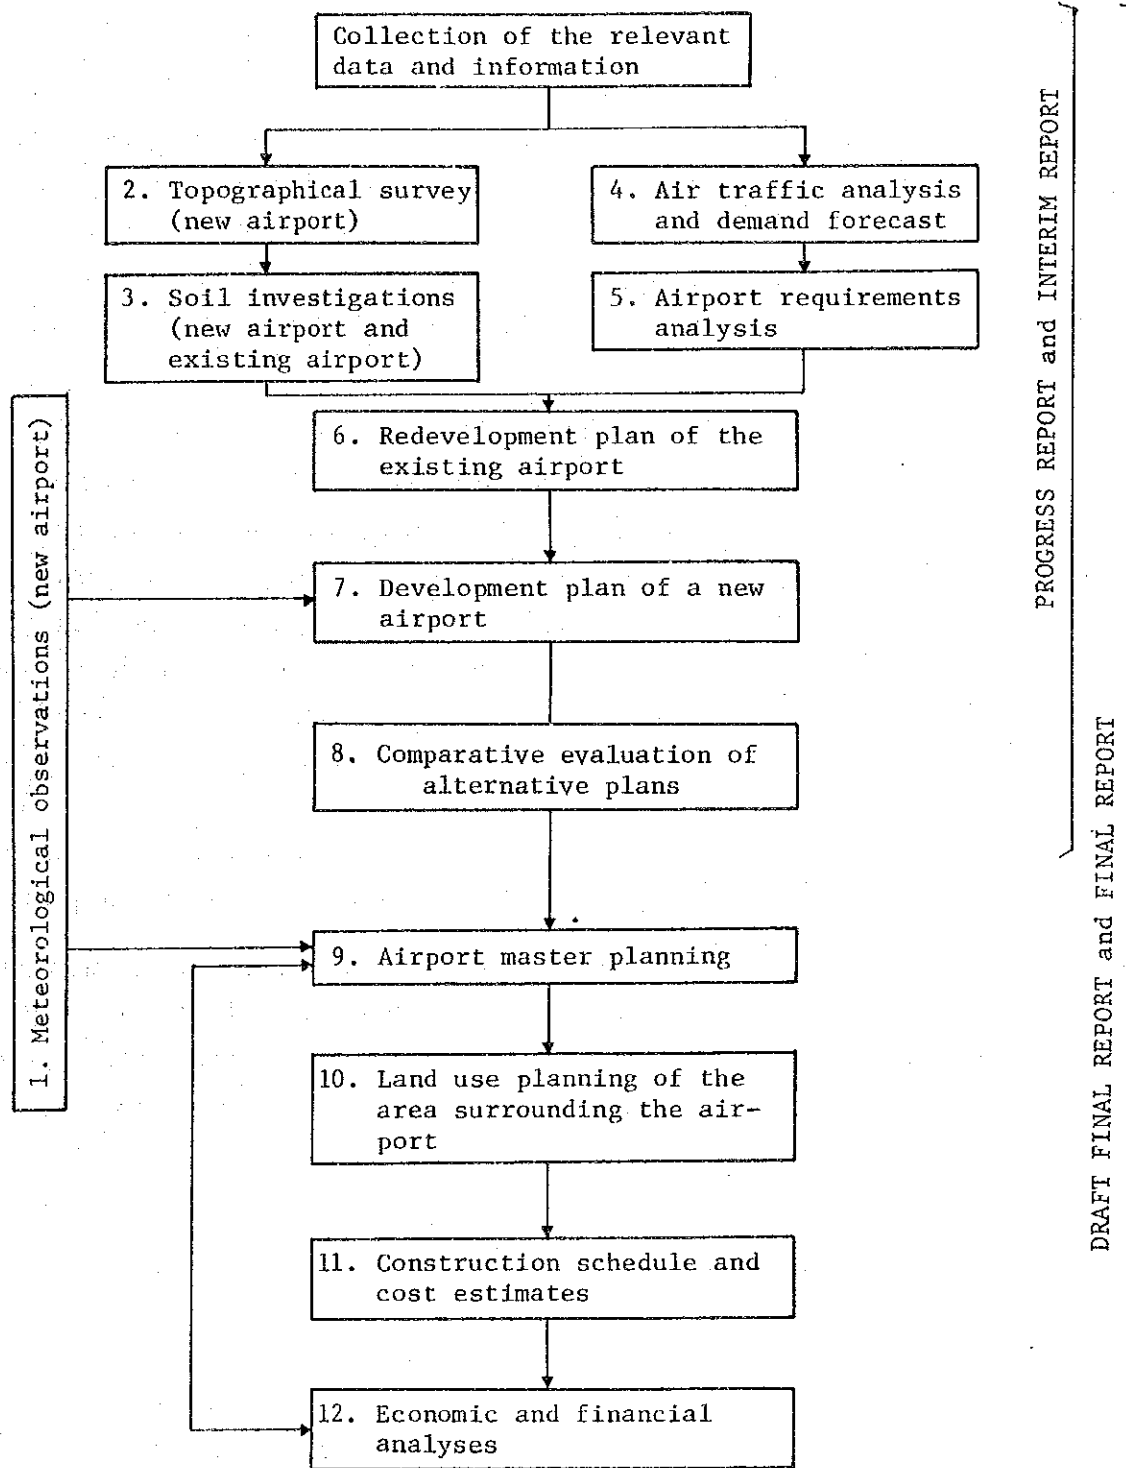 Collection of the relevant
data and information
2. Topographical survey
(new airport)
4. Air traffic analysis
and demand forecast
3. Soil investigations
(new airport and
existing airport)
5. Airport requirements
analysis
6. Redevelopment plan of the
existing airport
1. Meteorological observations (new airport)
7. Development plan of a new
airport
8. Comparative evaluation of
alternative plans
9. Airport master planning
10. Land use planning of the
area surrounding the air-
port
11. Construction schedule and
cost estimates
12. Economic and financial
analyses
PROGRESS REPORT and INTERIM REPORT
DRAFT FINAL REPORT and FINAL REPORT